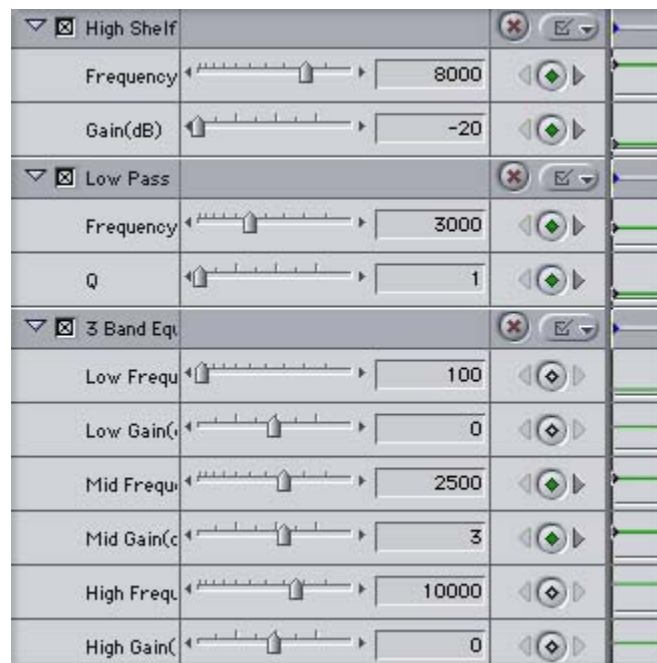 High Shelf
Frequency 8000
Gain(dB) -20
Low Pass
Frequency 3000
Q 1
3 Band Equ
Low Frequ 100
Low Gain( 0
Mid Frequ 2500
Mid Gain(c 3
High Frequ 10000
High Gain( 0